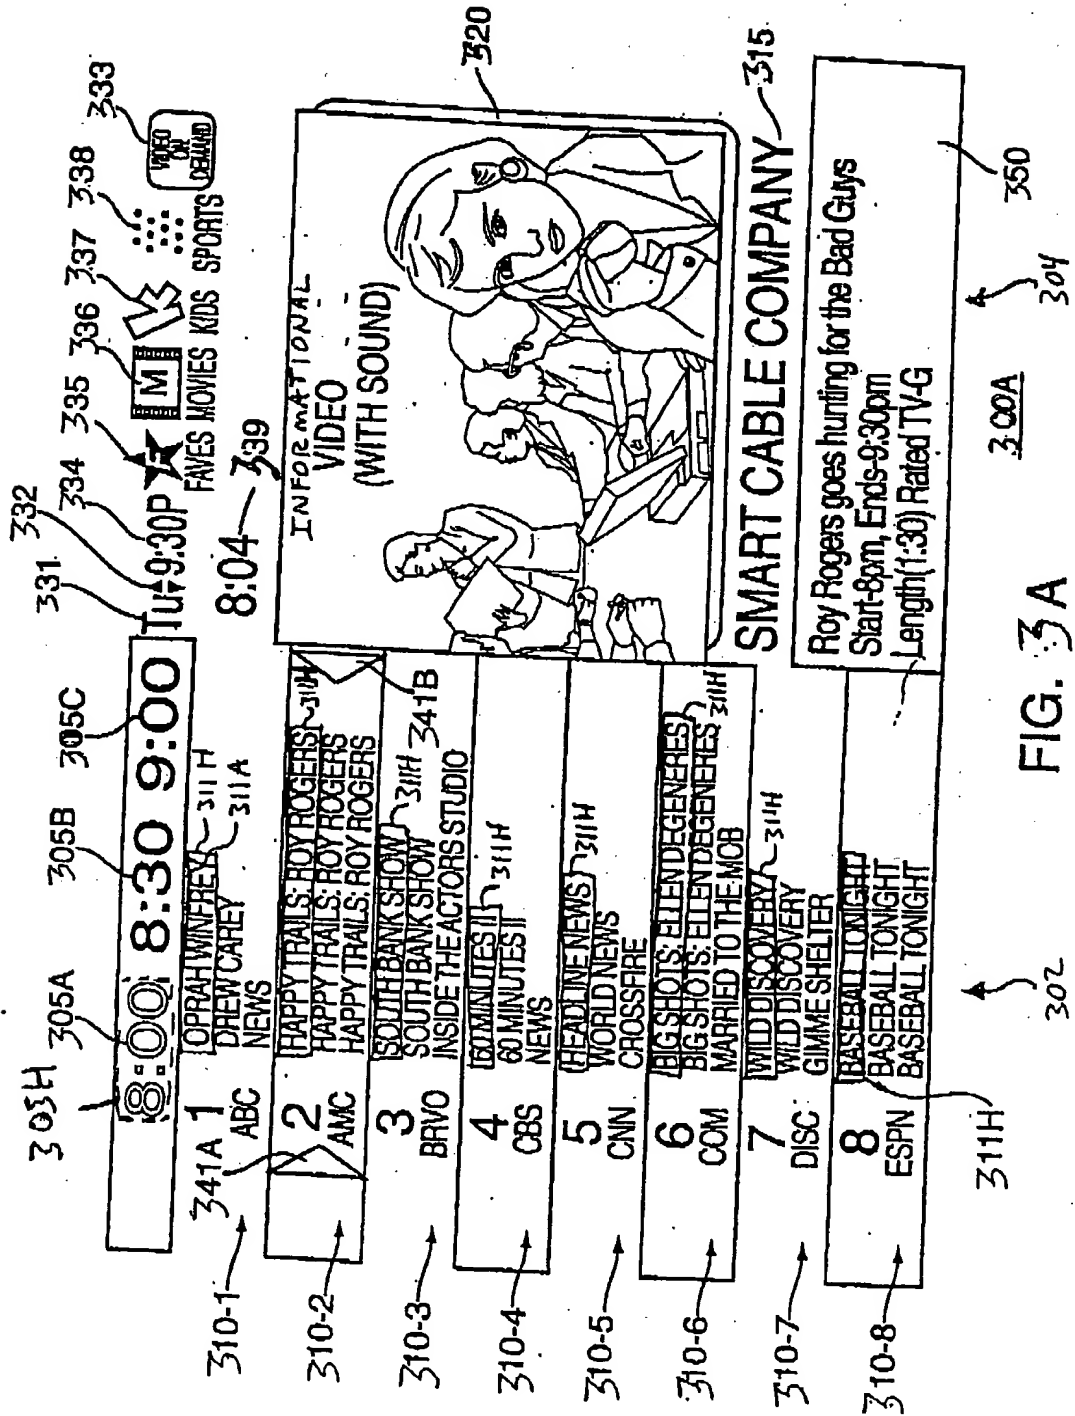 331 332 334 335 336 337 338 333
305H 305A 305B 305C
8:00 8:30 9:00
Tu 9:30P
F M
VIDEO ON DEMAND
FAVES MOVIES KIDS SPORTS
8:04 339
310-1
1
ABC
OPRAH WINFREY 311H
DREW CAREY 311A
NEWS
310-2
341A
2
AMC
HAPPY TRAILS: ROY ROGERS 311H
HAPPY TRAILS: ROY ROGERS
HAPPY TRAILS: ROY ROGERS
341B
310-3
3
BRVO
SOUTH BANK SHOW 311H
SOUTH BANK SHOW
INSIDE THE ACTORS STUDIO
310-4
4
CBS
60 MINUTES II 311H
60 MINUTES II
NEWS
310-5
5
CNN
HEADLINE NEWS 311H
WORLD NEWS
CROSSFIRE
310-6
6
COM
BIG SHOTS: ELLEN DEGENERES 311H
BIG SHOTS: ELLEN DEGENERES
MARRIED TO THE MOB
310-7
7
DISC
WILD DISCOVERY 311H
WILD DISCOVERY
GIMME SHELTER
310-8
8
ESPN
BASEBALL TONIGHT
BASEBALL TONIGHT
BASEBALL TONIGHT
311H
302
INFORMATIONAL
VIDEO
(WITH SOUND)
320
SMART CABLE COMPANY 315
Roy Rogers goes hunting for the Bad Guys
Start-8pm, Ends-9:30pm
Length(1:30) Rated TV-G
350
304
300A
FIG. 3A